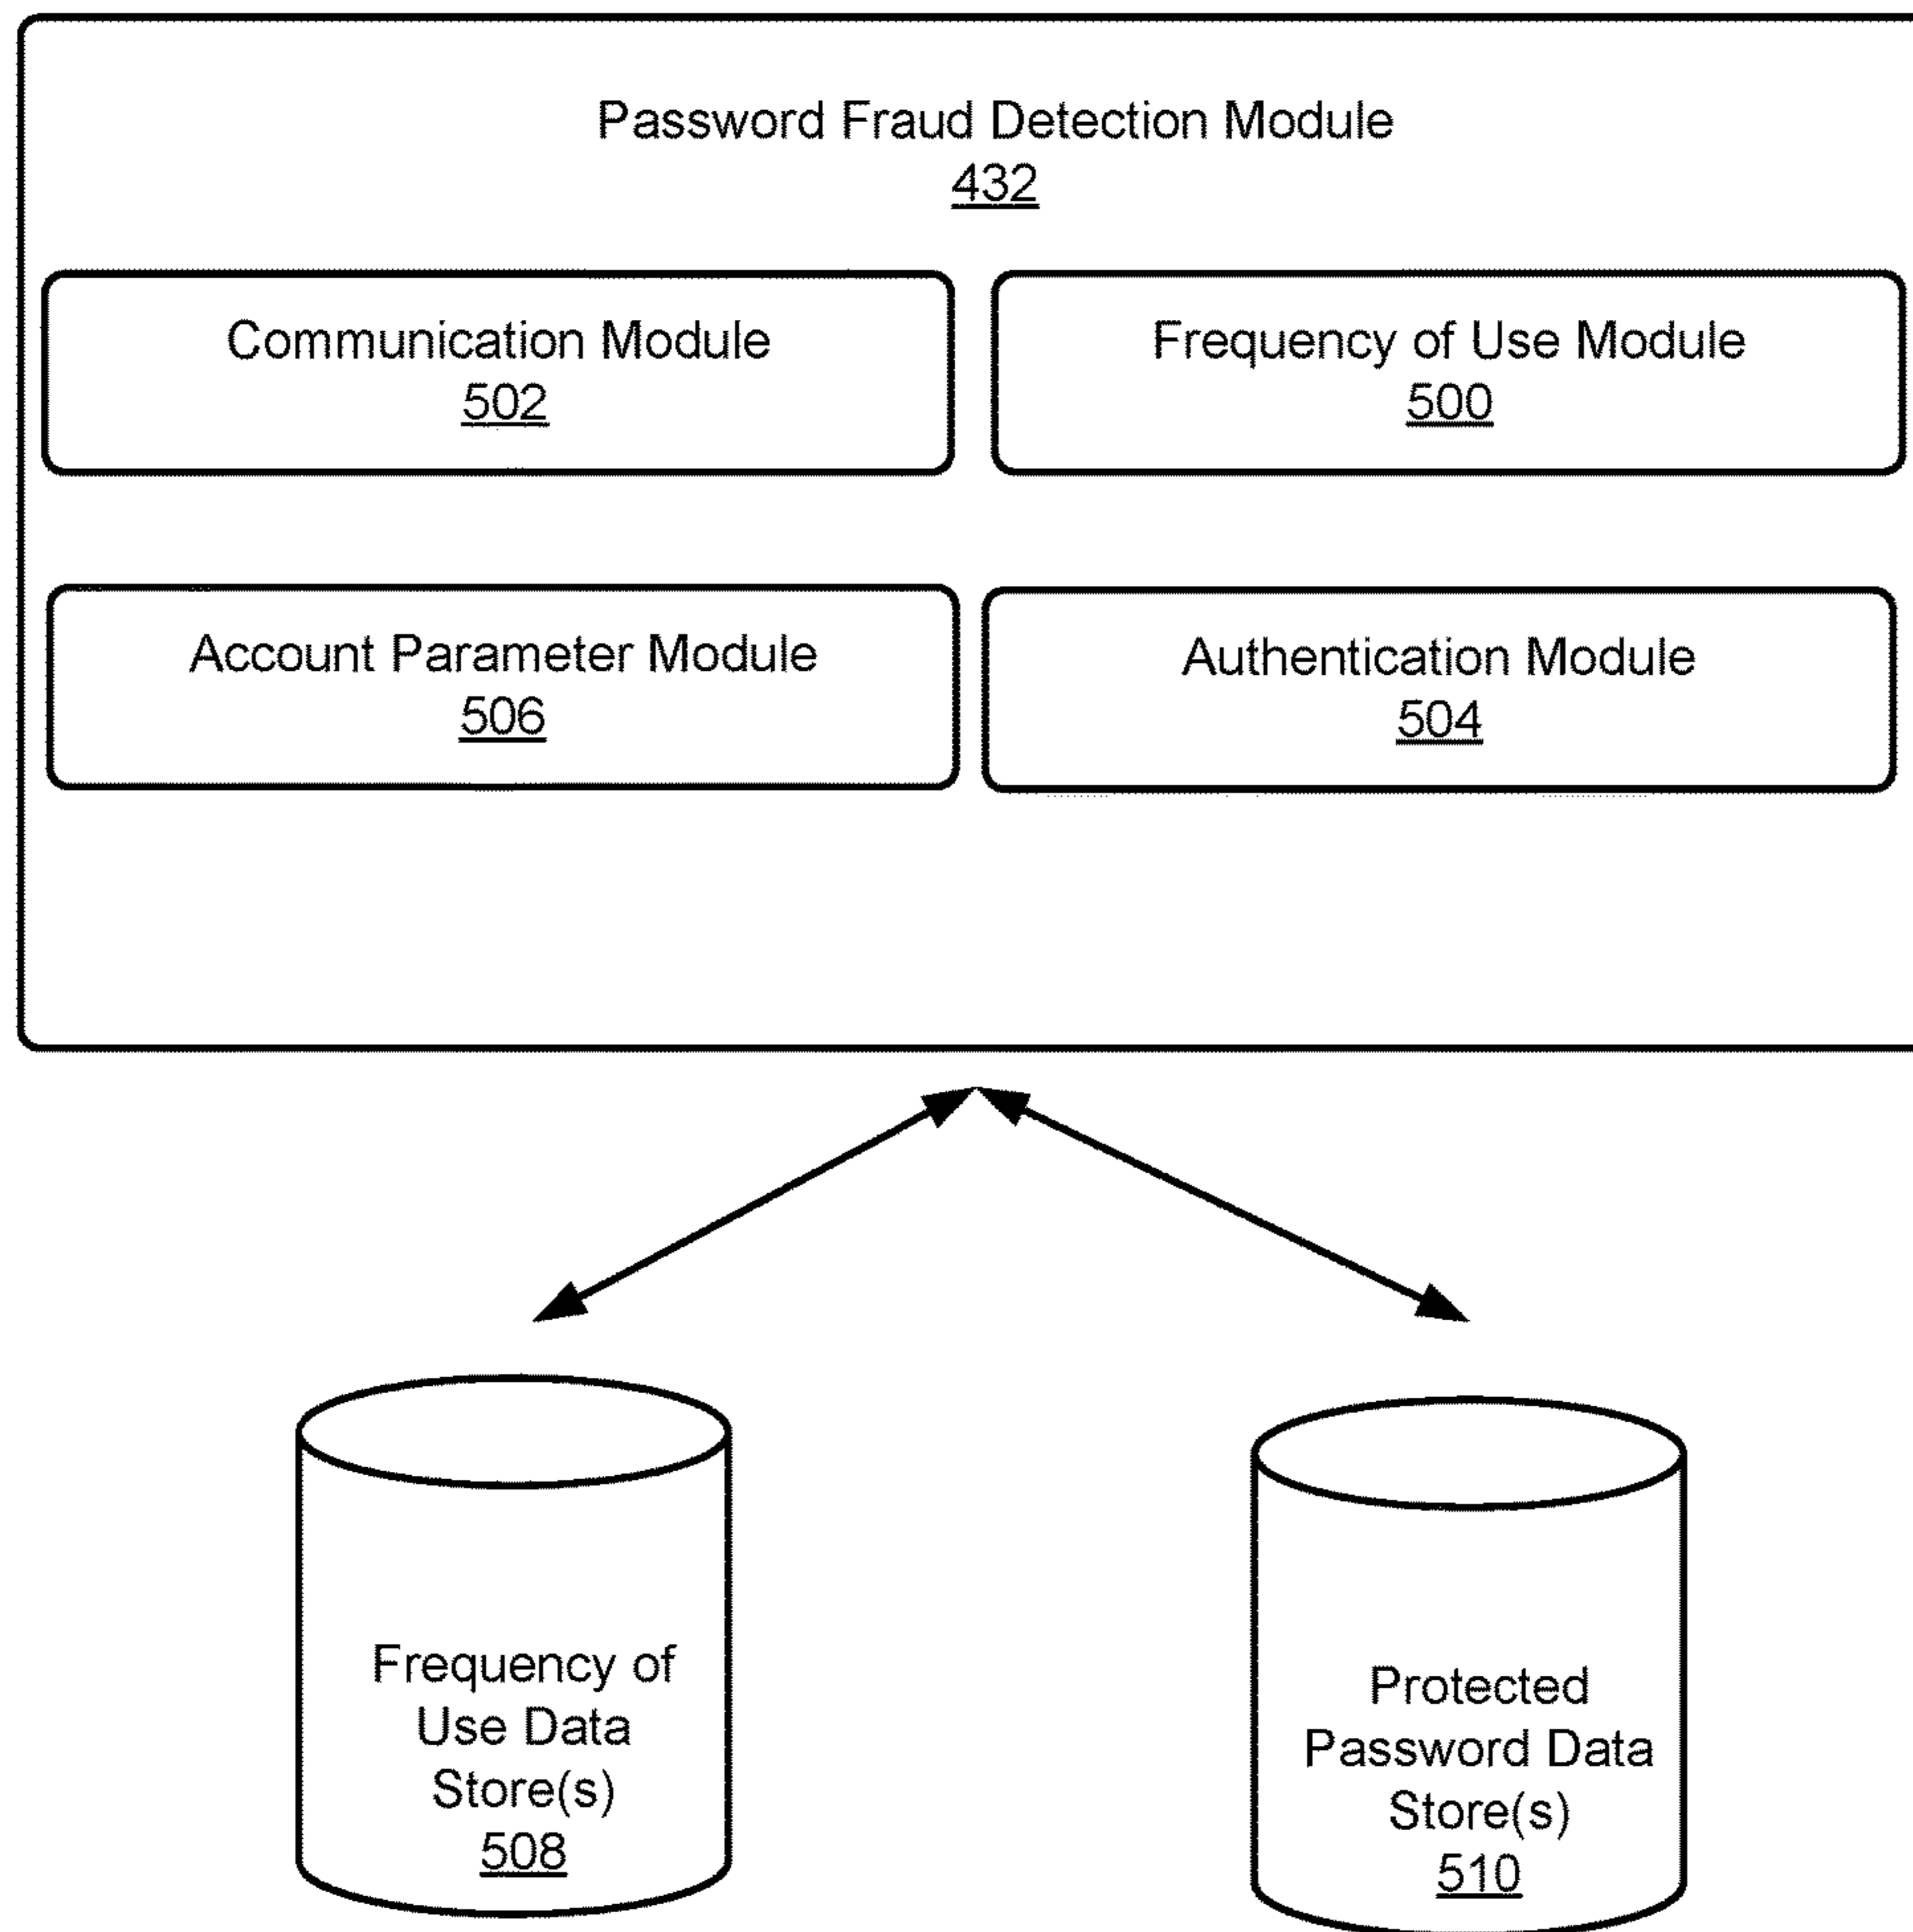 Password Fraud Detection Module
432
Communication Module
502
Frequency of Use Module
500
Account Parameter Module
506
Authentication Module
504
Frequency of
Use Data
Store(s)
508
Protected
Password Data
Store(s)
510